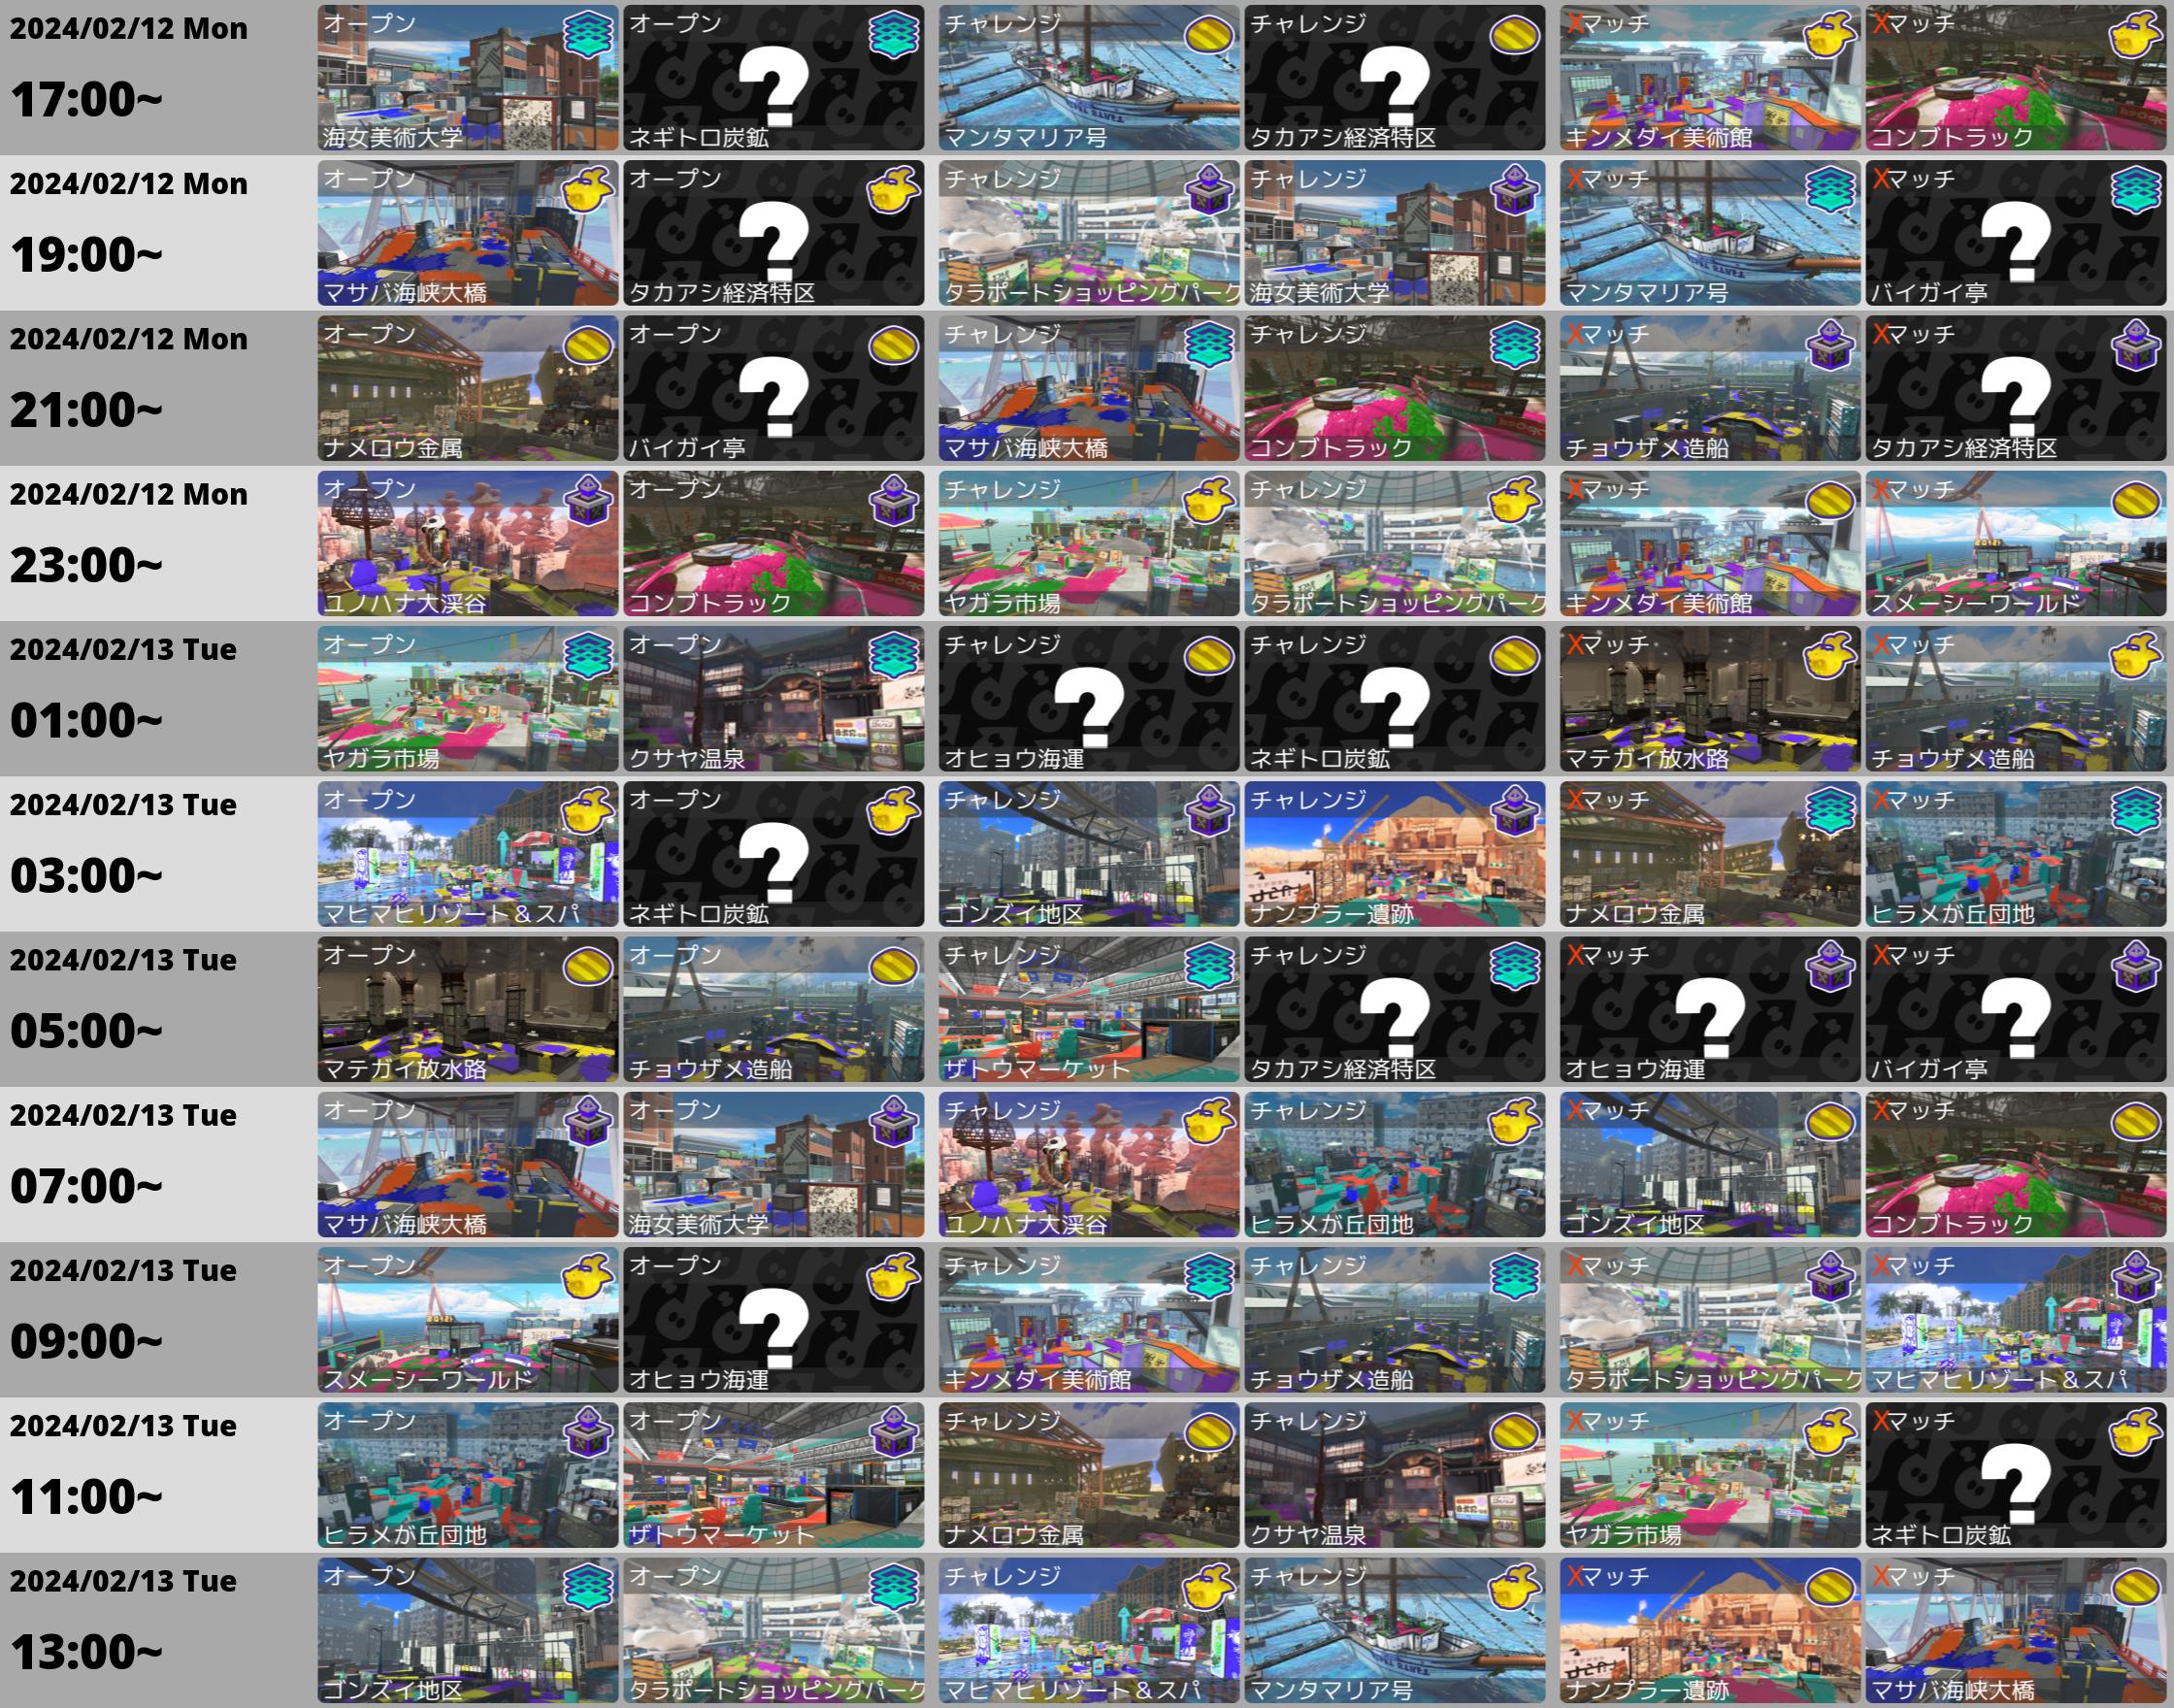 2024/02/12 Mon
17:00~
オープン オープン チャレンジ チャレンジ Xマッチ Xマッチ
海女美術大学 ネギトロ炭鉱 マンタマリア号 タカアシ経済特区 キンメダイ美術館 コンブトラック
2024/02/12 Mon
19:00~
オープン オープン チャレンジ チャレンジ Xマッチ Xマッチ
マサバ海峡大橋 タカアシ経済特区 タラポートショッピングパーク 海女美術大学 マンタマリア号 バイガイ亭
2024/02/12 Mon
21:00~
オープン オープン チャレンジ チャレンジ Xマッチ Xマッチ
ナメロウ金属 バイガイ亭 マサバ海峡大橋 コンブトラック チョウザメ造船 タカアシ経済特区
2024/02/12 Mon
23:00~
オープン オープン チャレンジ チャレンジ Xマッチ Xマッチ
ユノハナ大渓谷 コンブトラック ヤガラ市場 タラポートショッピングパーク キンメダイ美術館 スメーシーワールド
2024/02/13 Tue
01:00~
オープン オープン チャレンジ チャレンジ Xマッチ Xマッチ
ヤガラ市場 クサヤ温泉 オヒョウ海運 ネギトロ炭鉱 マテガイ放水路 チョウザメ造船
2024/02/13 Tue
03:00~
オープン オープン チャレンジ チャレンジ Xマッチ Xマッチ
マヒマヒリゾート＆スパ ネギトロ炭鉱 ゴンズイ地区 ナンプラー遺跡 ナメロウ金属 ヒラメが丘団地
2024/02/13 Tue
05:00~
オープン オープン チャレンジ チャレンジ Xマッチ Xマッチ
マテガイ放水路 チョウザメ造船 ザトウマーケット タカアシ経済特区 オヒョウ海運 バイガイ亭
2024/02/13 Tue
07:00~
オープン オープン チャレンジ チャレンジ Xマッチ Xマッチ
マサバ海峡大橋 海女美術大学 ユノハナ大渓谷 ヒラメが丘団地 ゴンズイ地区 コンブトラック
2024/02/13 Tue
09:00~
オープン オープン チャレンジ チャレンジ Xマッチ Xマッチ
スメーシーワールド オヒョウ海運 キンメダイ美術館 チョウザメ造船 タラポートショッピングパーク マヒマヒリゾート＆スパ
2024/02/13 Tue
11:00~
オープン オープン チャレンジ チャレンジ Xマッチ Xマッチ
ヒラメが丘団地 ザトウマーケット ナメロウ金属 クサヤ温泉 ヤガラ市場 ネギトロ炭鉱
2024/02/13 Tue
13:00~
オープン オープン チャレンジ チャレンジ Xマッチ Xマッチ
ゴンズイ地区 タラポートショッピングパーク マヒマヒリゾート＆スパ マンタマリア号 ナンプラー遺跡 マサバ海峡大橋